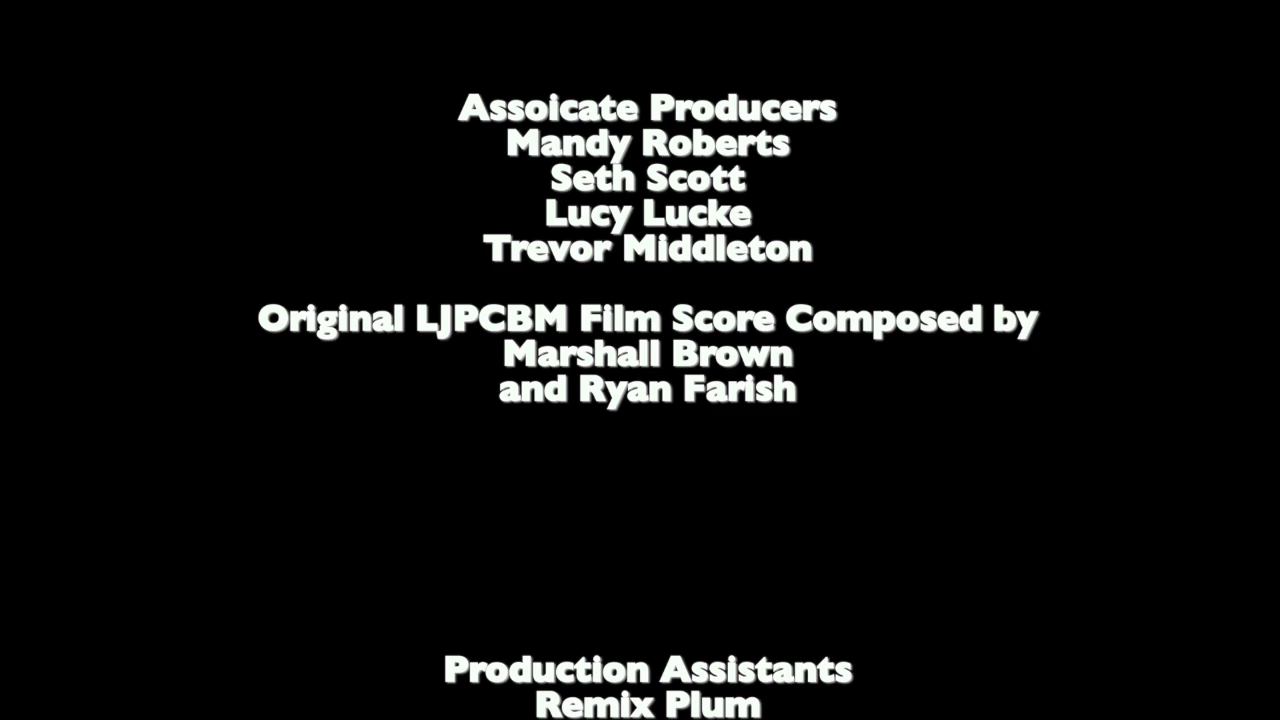 Assoicate Producers
Mandy Roberts
Seth Scott
Lucy Lucke
Trevor Middleton
Original LJPCBM Film Score Composed by
Marshall Brown
and Ryan Farish
Production Assistants
Remix Plum